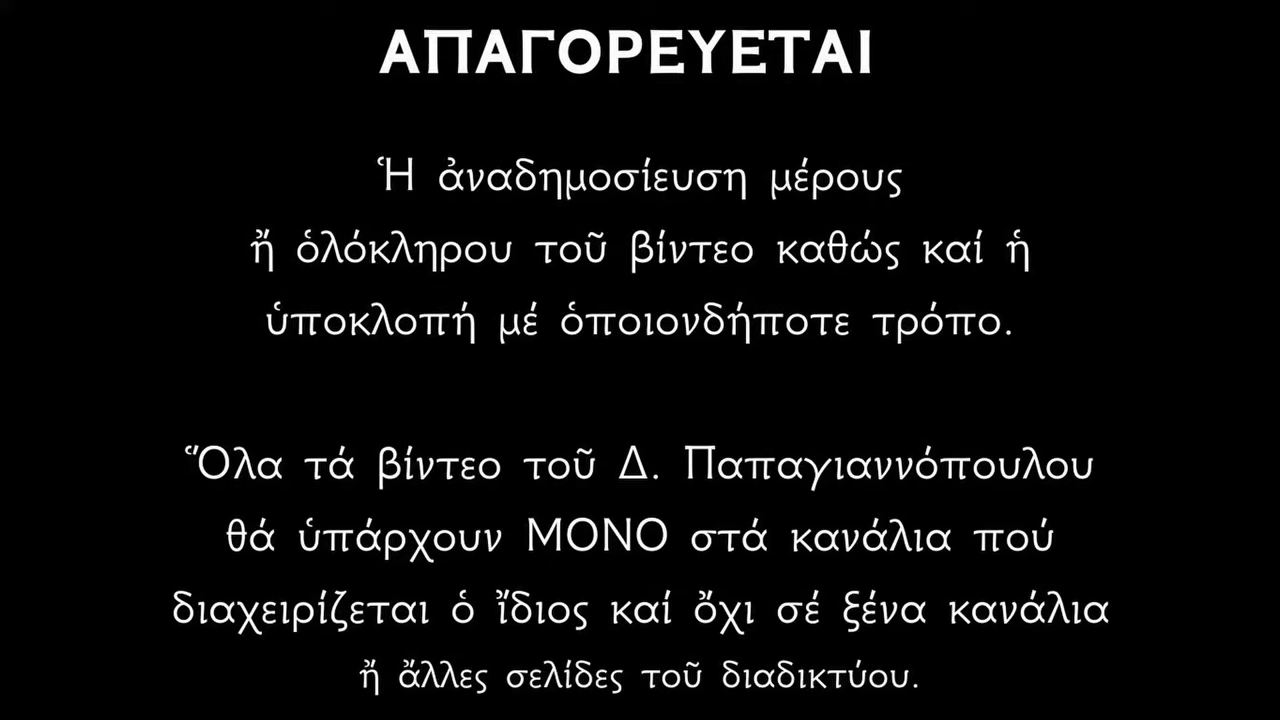 ΑΠΑΓΟΡΕΥΕΤΑΙ
Ἡ ἀναδημοσίευση μέρους
ἤ ὁλόκληρου τοῦ βίντεο καθώς καί ἡ
ὑποκλοπή μέ ὁποιονδήποτε τρόπο.
Ὅλα τά βίντεο τοῦ Δ. Παπαγιαννόπουλου
θά ὑπάρχουν ΜΟΝΟ στά κανάλια πού
διαχειρίζεται ὁ ἴδιος καί ὄχι σέ ξένα κανάλια
ἤ ἄλλες σελίδες τοῦ διαδικτύου.